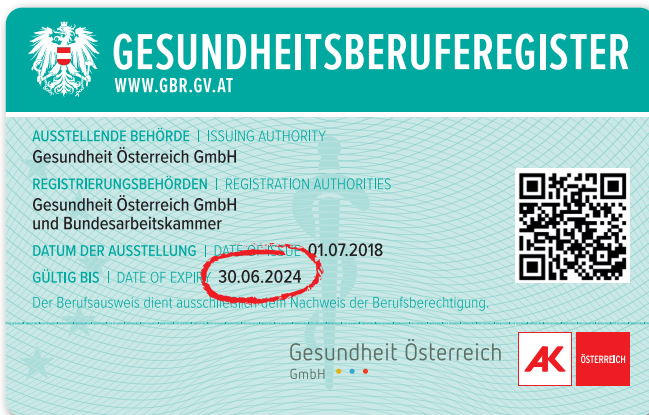 GESUNDHEITSBERUFEREGISTER
WWW.GBR.GV.AT
AUSSTELLENDE BEHÖRDE | ISSUING AUTHORITY
Gesundheit Österreich GmbH
REGISTRIERUNGSBEHÖRDEN | REGISTRATION AUTHORITIES
Gesundheit Österreich GmbH
und Bundesarbeitskammer
DATUM DER AUSSTELLUNG | DATE OF ISSUE 01.07.2018
GÜLTIG BIS | DATE OF EXPIRY 30.06.2024
Der Berufsausweis dient ausschließlich dem Nachweis der Berufsberechtigung.
Gesundheit Österreich
GmbH
AK
ÖSTERREICH